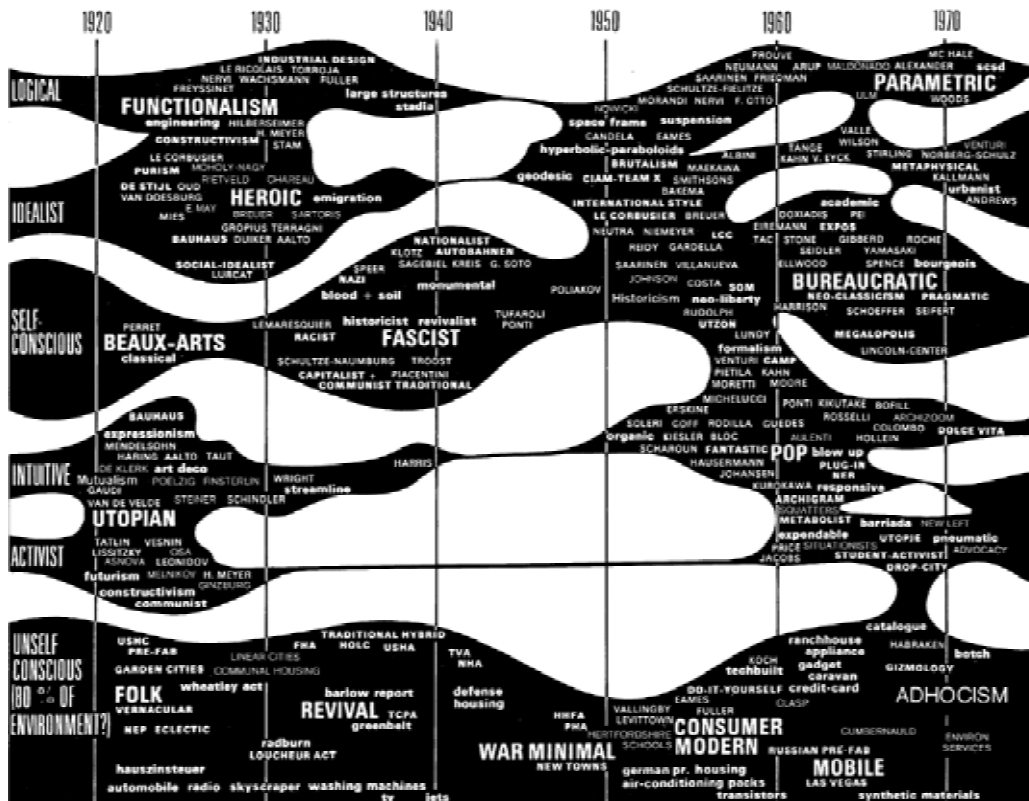 1920 1930 1940 1950 1960 1970
LOGICAL
INDUSTRIAL DESIGN
LE RICOLAIS TORROJA
NERVI WACHSMANN FULLER
FREYSSINET
large structures
stadia
FUNCTIONALISM
engineering HILBERSEIMER
H. MEYER
CONSTRUCTIVISM STAM
LE CORBUSIER
PURISM MOHOLY-NAGY
RIETVELD CHAREAU
PROUVE
NEUMANN ARUP MALDONADO ALEXANDER
MC HALE
scsd
SAARINEN FRIEDMAN
PARAMETRIC
SCHULTZE-FIELITZ
ULM
WOODS
MORANDI NERVI F. OTTO
NOWICKI
space frame suspension
CANDELA EAMES
hyperbolic-paraboloids
BRUTALISM
ALBINI
MAEKAWA
geodesic CIAM-TEAM X SMITHSONS
BAKEMA
VALLE
WILSON
TANGE
KAHN V. EYCK STIRLING
VENTURI
NORBERG-SCHULZ
METAPHYSICAL
KALLMANN
urbanist
ANDREWS
IDEALIST
DE STIJL OUD
VAN DOESBURG
HEROIC emigration
E. MAY
MIES BREUER SARTORIS
GROPIUS TERRAGNI
BAUHAUS DUIKER AALTO
SOCIAL-IDEALIST
LURCAT
INTERNATIONAL STYLE
LE CORBUSIER BREUER
NEUTRA NIEMEYER LCC
REIDY GARDELLA
academic
DOXIADIS PEI
EIREMANN EXPOS
TAC STONE GIBBERD ROCHE
SEIDLER YAMASAKI
ELLWOOD SPENCE bourgeois
BUREAUCRATIC
NEO-CLASSICISM PRAGMATIC
HARRISON SCHOEFFER SEIFERT
MEGALOPOLIS
LINCOLN-CENTER
SELF-
CONSCIOUS
NATIONALIST
KLOTZ AUTOBAHNEN
SPEER SAGEBIEL KREIS G. SOTO
NAZI
monumental
blood + soil
POLIAKOV
TUFAROLI
PONTI
LEMARESQUIER historicist revivalist
RACIST FASCIST
PERRET
BEAUX-ARTS
classical
SCHULTZE-NAUMBURG TROOST
CAPITALIST + PIACENTINI
COMMUNIST TRADITIONAL
SAARINEN VILLANUEVA
JOHNSON COSTA SOM
Historicism neo-liberty
RUDOLPH
UTZON
LUNDY
formalism
VENTURI CAMP
PIETILA KAHN
MORETTI MOORE
MICHELUCCI
ERSKINE
PONTI KIKUTAKE BOFILL
ROSSELLI ARCHIZOOM
COLOMBO DOLCE VITA
SOLERI GOFF RODILLA GUEDES
organic KIESLER BLOC AULENTI HOLLEIN
SCHAROUN FANTASTIC POP blow up
HAUSERMANN PLUG-IN
JOHANSEN NER
KUROKAWA responsive
ARCHIGRAM
SQUATTERS
METABOLIST barriada NEW LEFT
expendable UTOPIE pneumatic
PRICE SITUATIONISTS ADVOCACY
JACOBS STUDENT-ACTIVIST
DROP-CITY
INTUITIVE
BAUHAUS
expressionism
MENDELSOHN
HARING AALTO TAUT
DE KLERK art deco
Mutualism POELZIG FINSTERLIN WRIGHT
HARRIS
GAUDI streamline
VAN DE VELDE STEINER SCHINDLER
UTOPIAN
ACTIVIST
TATLIN VESNIN
LISSITZKY OSA
ASNOVA LEONIDOV
futurism MELNIKOV H. MEYER
GINZBURG
constructivism
communist
UNSELF
CONSCIOUS
(80 % OF
ENVIRONMENT?)
USHC
PRE-FAB
TRADITIONAL HYBRID
FHA HOLC USHA
TVA
NHA
LINEAR CITIES
GARDEN CITIES COMMUNAL HOUSING
wheatley act
FOLK
VERNACULAR
NEP ECLECTIC
barlow report
REVIVAL TCPA
greenbelt
radburn
LOUCHEUR ACT
hauszinsteuer
automobile radio skyscraper washing machines
tv jets
defense
housing
HHFA
PHA
WAR MINIMAL
NEW TOWNS
VALLINGBY
LEVITTOWN
HERTFORDSHIRE
SCHOOLS
catalogue
ranchhouse
appliance
HABRAKEN
botch
KOCH
techbuilt gadget
caravan
GIZMOLOGY
DO-IT-YOURSELF credit-card
EAMES CLASP
FULLER
ADHOCISM
CONSUMER
MODERN
CUMBERNAULD
ENVIRON
SERVICES
RUSSIAN PRE-FAB
MOBILE
german pr. housing
air-conditioning packs
LAS VEGAS
transistors synthetic materials